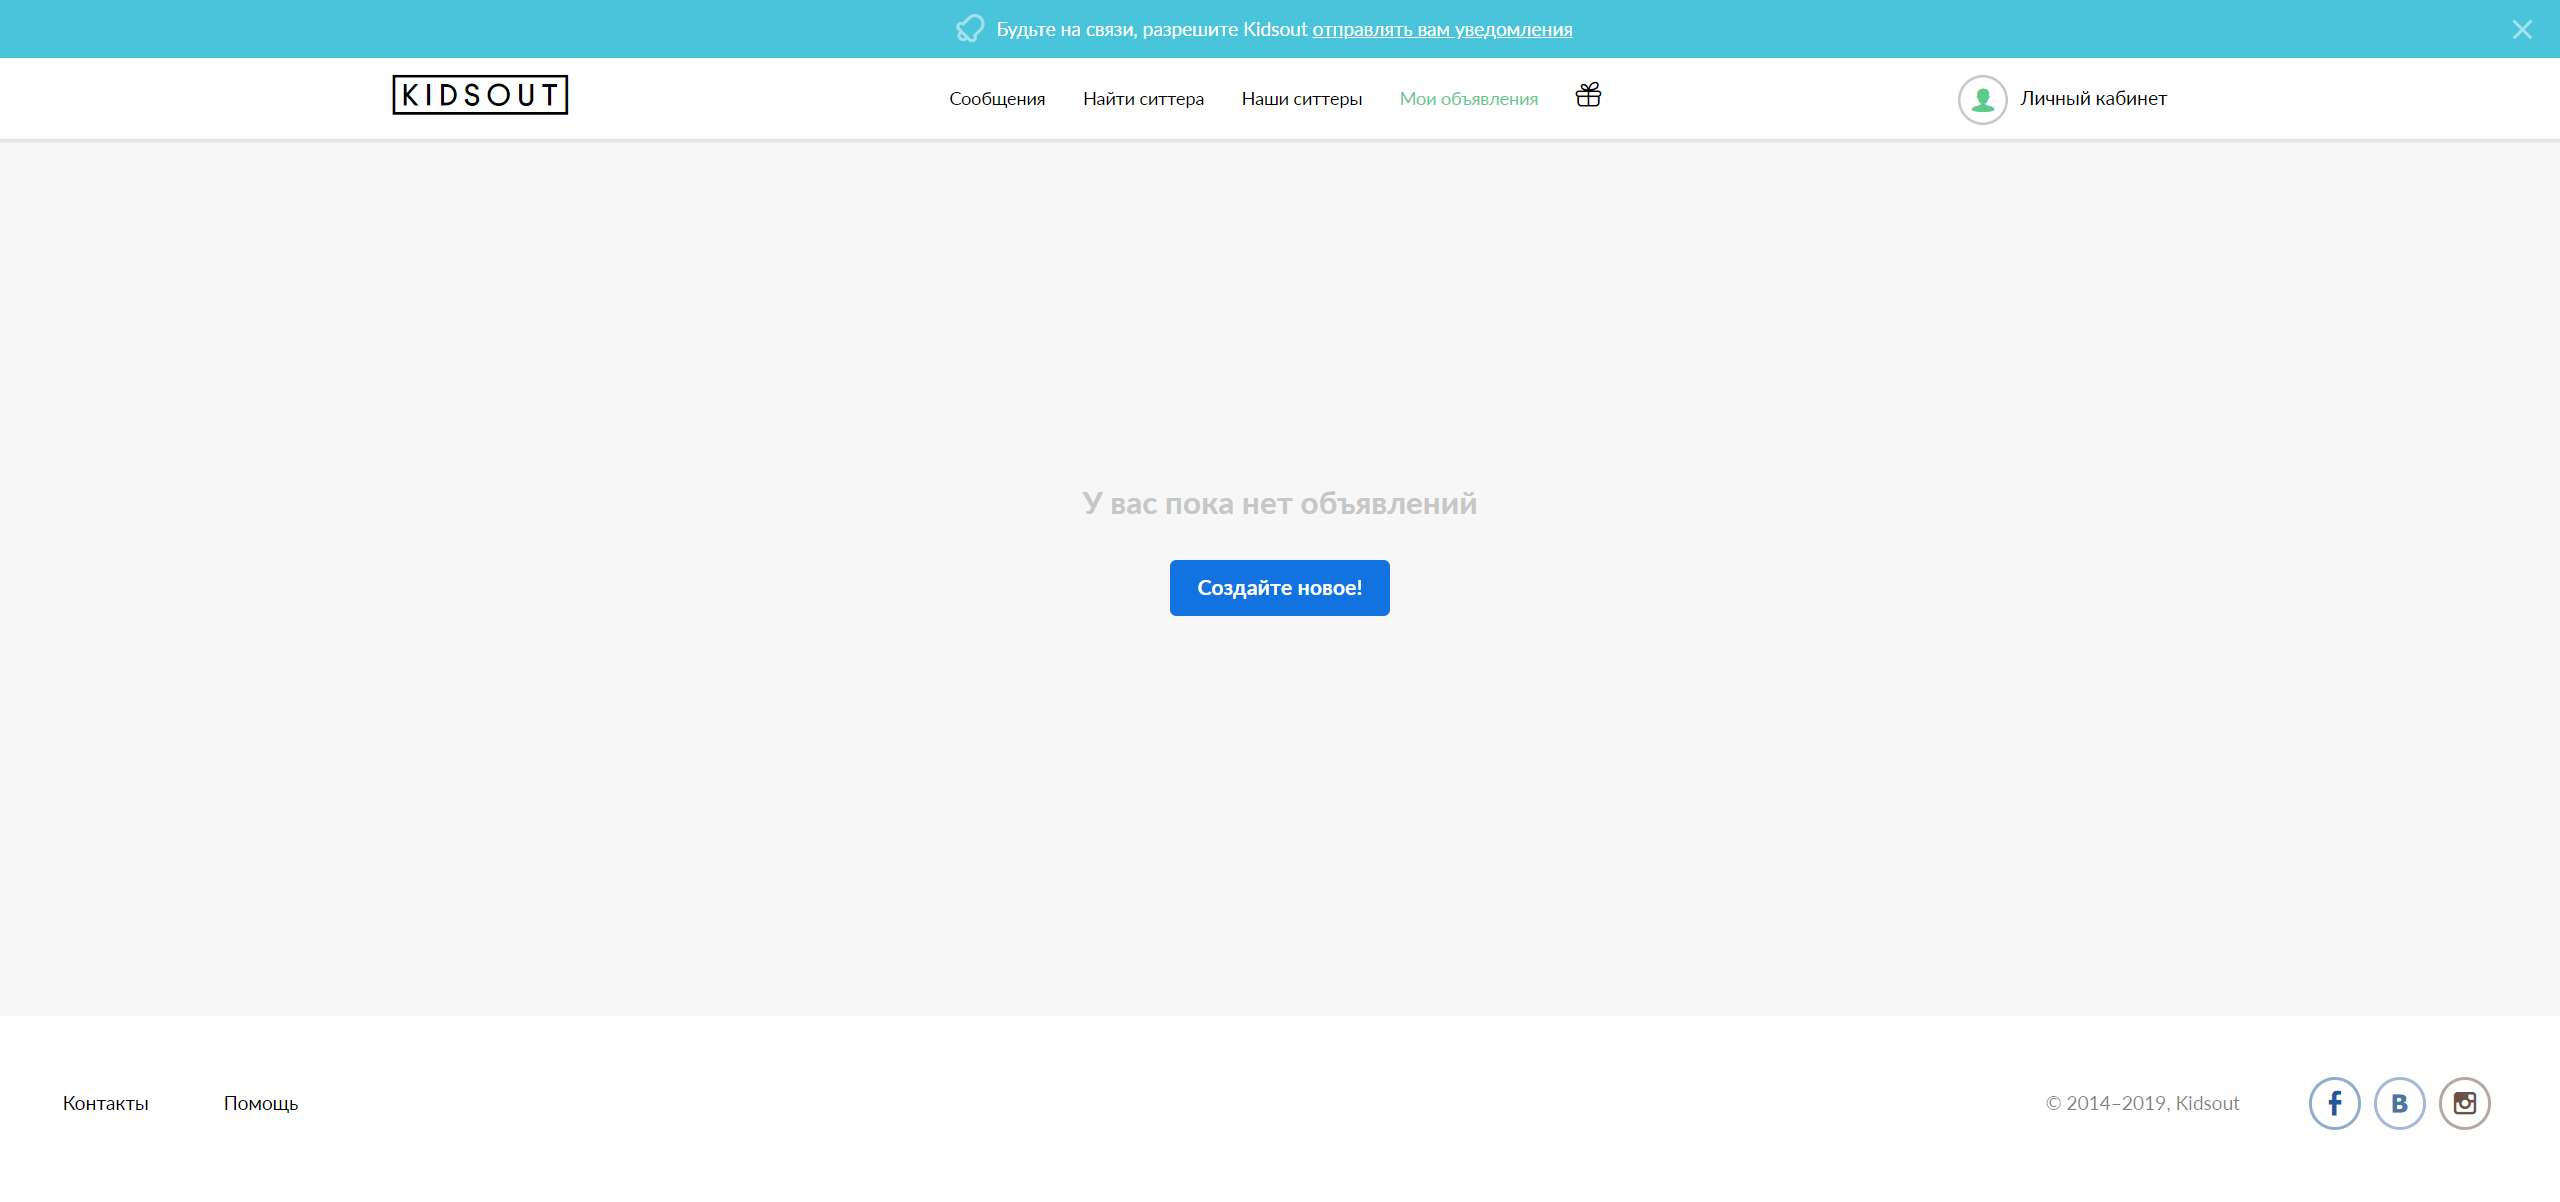 Будьте на связи, разрешите Kidsout отправлять вам уведомления
KIDSOUT
Сообщения
Найти ситтера
Наши ситтеры
Мои объявления
Личный кабинет
У вас пока нет объявлений
Создайте новое!
Контакты
Помощь
© 2014–2019, Kidsout